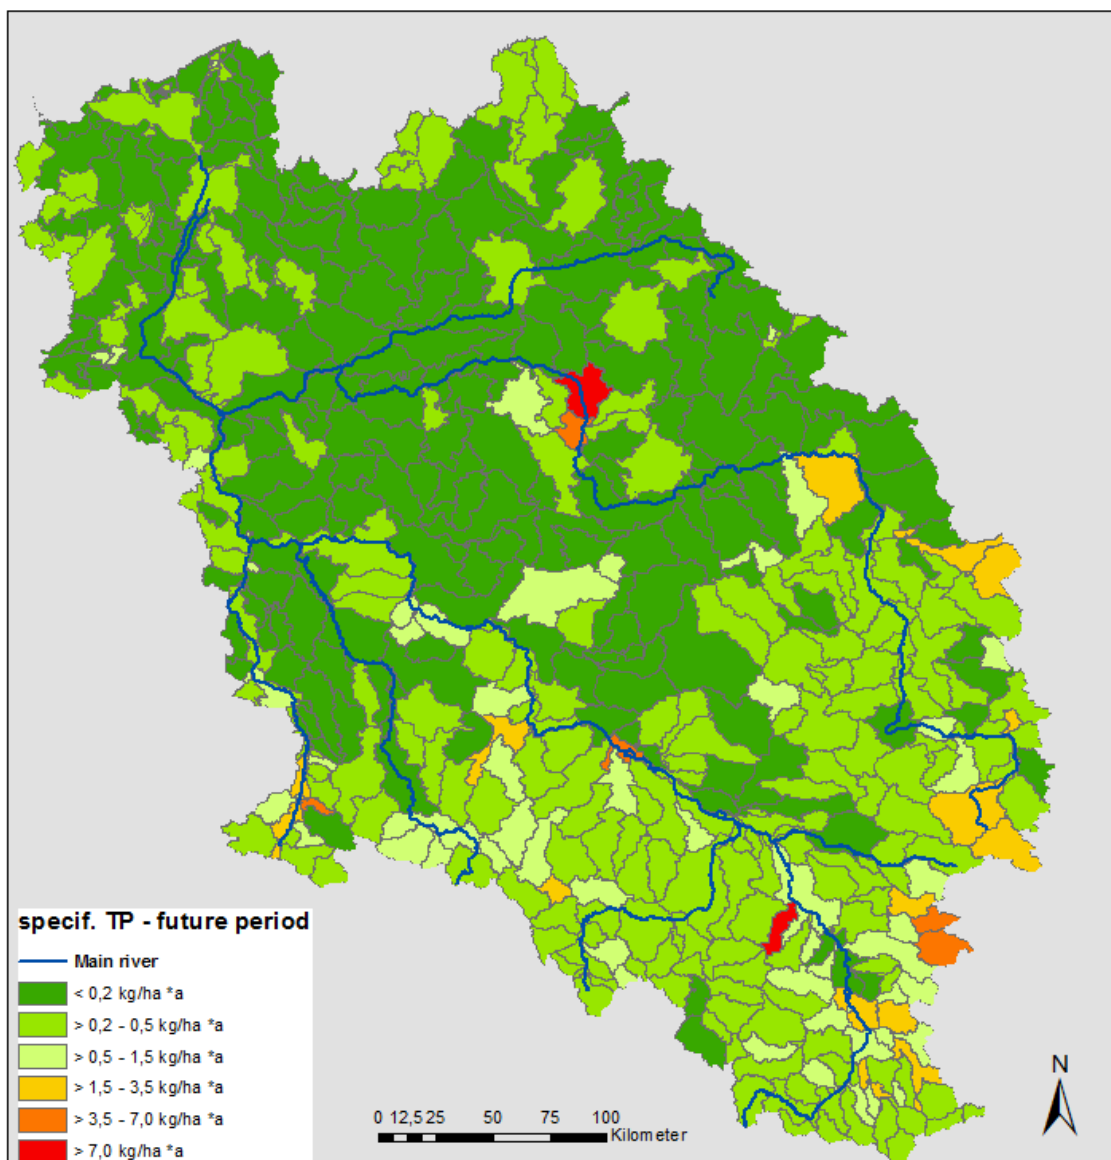 specif. TP - future period
Main river
< 0,2 kg/ha *a
> 0,2 - 0,5 kg/ha *a
> 0,5 - 1,5 kg/ha *a
> 1,5 - 3,5 kg/ha *a
> 3,5 - 7,0 kg/ha *a
> 7,0 kg/ha *a
0 12,5 25 50 75 100
Kilometer
N